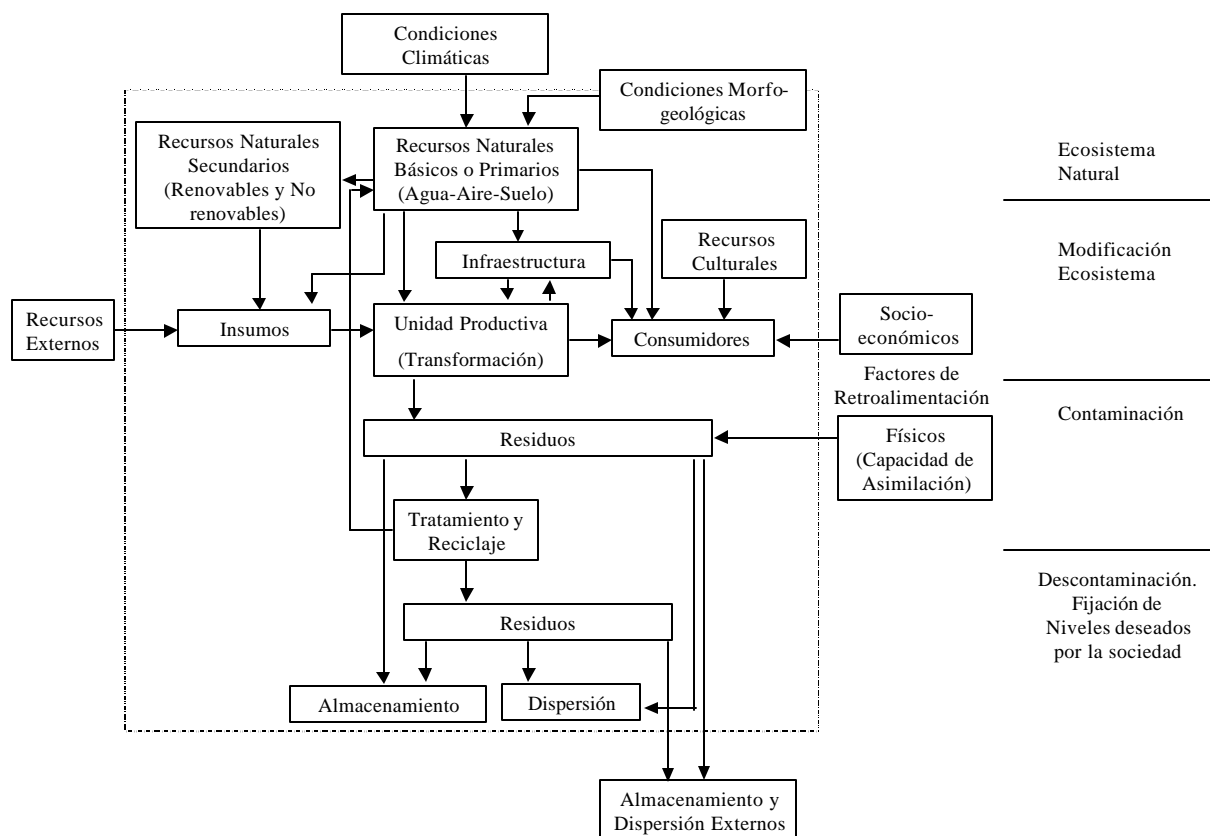 Condiciones
Climáticas
Condiciones Morfo-
geológicas
Recursos Naturales
Secundarios
(Renovables y No
renovables)
Recursos Naturales
Básicos o Primarios
(Agua-Aire-Suelo)
Ecosistema
Natural
Infraestructura
Recursos
Culturales
Modificación
Ecosistema
Recursos
Externos
Insumos
Unidad Productiva
(Transformación)
Consumidores
Socio-
económicos
Factores de
Retroalimentación
Contaminación
Residuos
Físicos
(Capacidad de
Asimilación)
Tratamiento y
Reciclaje
Residuos
Descontaminación.
Fijación de
Niveles deseados
por la sociedad
Almacenamiento
Dispersión
Almacenamiento y
Dispersión Externos